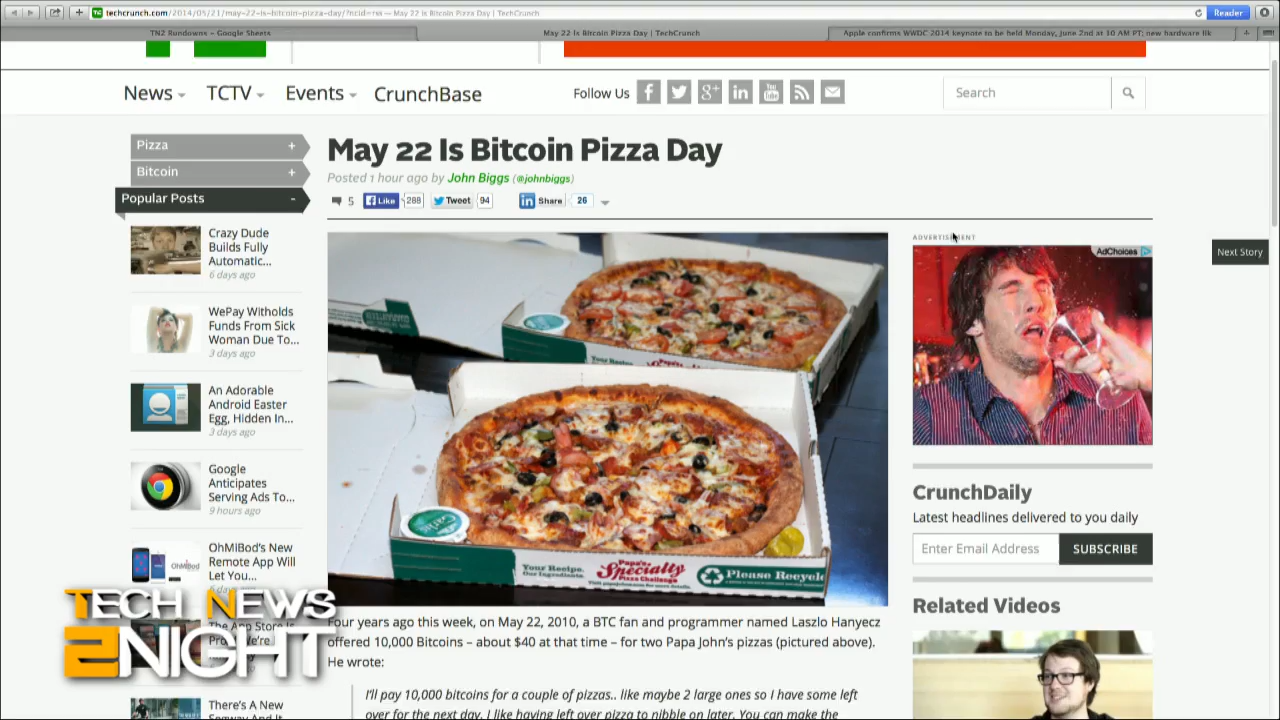 techcrunch.com/2014/05/21/may-22-is-bitcoin-pizza-day/?ncid=rss — May 22 Is Bitcoin Pizza Day | TechCrunch
Reader
TN2 Rundowns – Google Sheets
May 22 Is Bitcoin Pizza Day | TechCrunch
Apple confirms WWDC 2014 keynote to be held Monday, June 2nd at 10 AM PT; new hardware lik
News
TCTV
Events
CrunchBase
Follow Us
Search
Pizza +
Bitcoin +
Popular Posts -
Crazy Dude
Builds Fully
Automatic...
6 days ago
WePay Witholds
Funds From Sick
Woman Due To...
3 days ago
An Adorable
Android Easter
Egg, Hidden In...
3 days ago
Google
Anticipates
Serving Ads To...
9 hours ago
OhMiBod's New
Remote App Will
Let You...
The App Store Is
There's A New
May 22 Is Bitcoin Pizza Day
Posted 1 hour ago by John Biggs (@johnbiggs)
5 Like 288 Tweet 94 Share 26
Your Recipe.
Our Ingredients.
Papa's
Specialty
Pizza Challenge
Please Recycle
Four years ago this week, on May 22, 2010, a BTC fan and programmer named Laszlo Hanyecz
offered 10,000 Bitcoins – about $40 at that time – for two Papa John's pizzas (pictured above).
He wrote:
I'll pay 10,000 bitcoins for a couple of pizzas.. like maybe 2 large ones so I have some left
over for the next day. I like having left over pizza to nibble on later. You can make the
ADVERTISEMENT
AdChoices
Next Story
CrunchDaily
Latest headlines delivered to you daily
Enter Email Address
SUBSCRIBE
Related Videos
TECH NEWS
2NIGHT